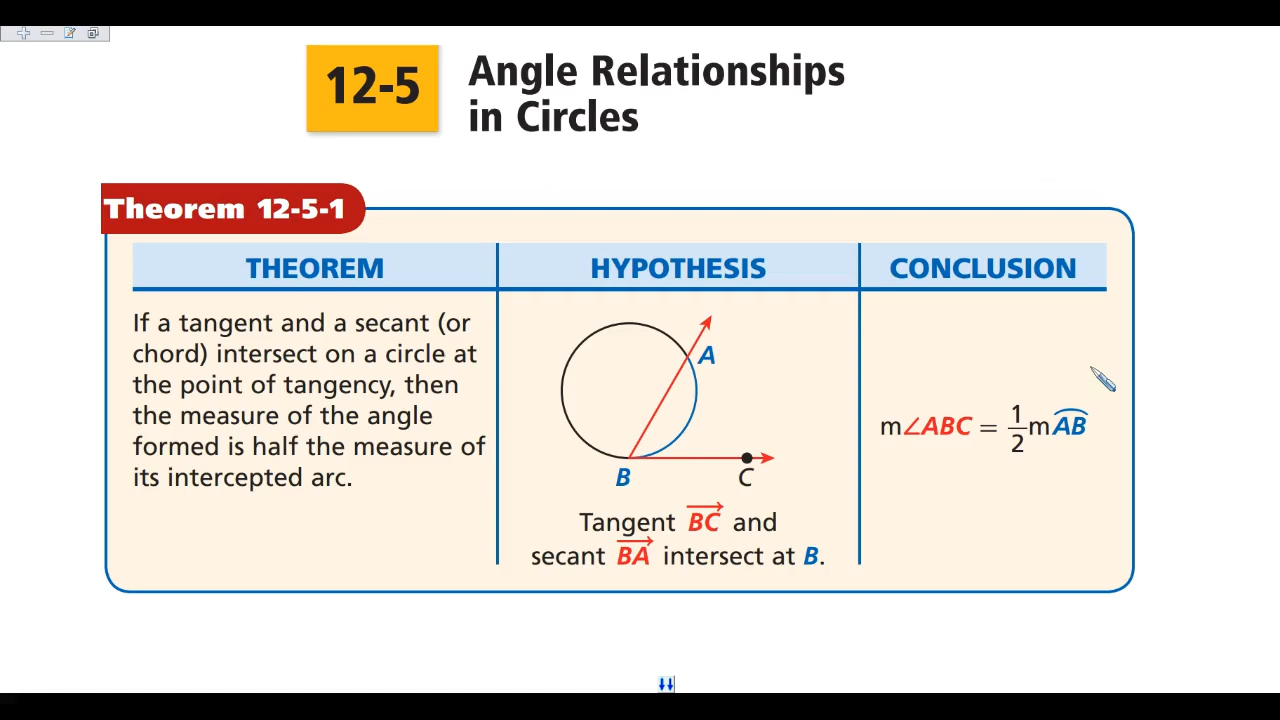 12-5
Angle Relationships
in Circles
Theorem 12-5-1
THEOREM
HYPOTHESIS
CONCLUSION
If a tangent and a secant (or
chord) intersect on a circle at
the point of tangency, then
the measure of the angle
formed is half the measure of
its intercepted arc.
A
B
C
Tangent BC and
secant BA intersect at B.
m∠ABC = 1/2 mAB